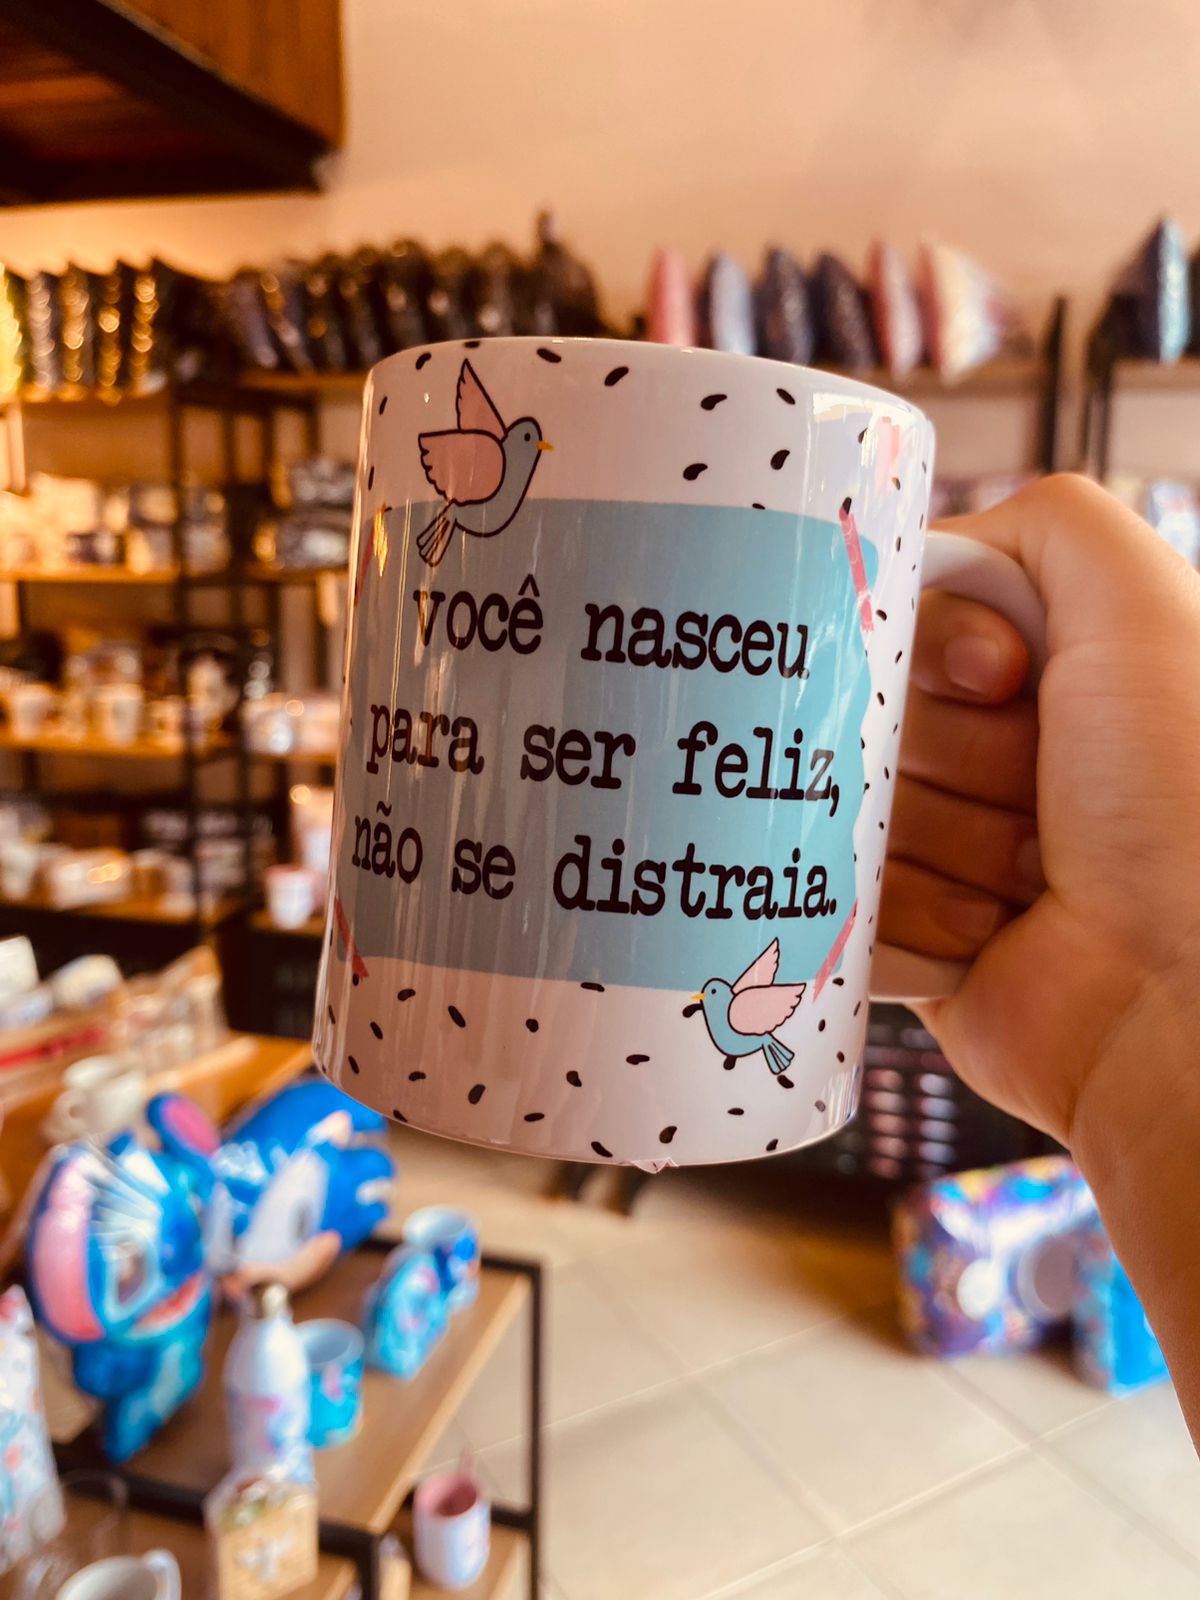 você nasceu
para ser feliz,
não se distraia.